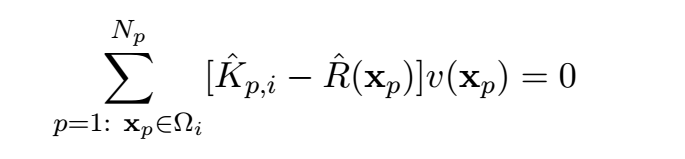 \sum_{p=1:\ \mathbf{x}_p \in \Omega_i}^{N_p} [\hat{K}_{p,i} - \hat{R}(\mathbf{x}_p)] v(\mathbf{x}_p) = 0